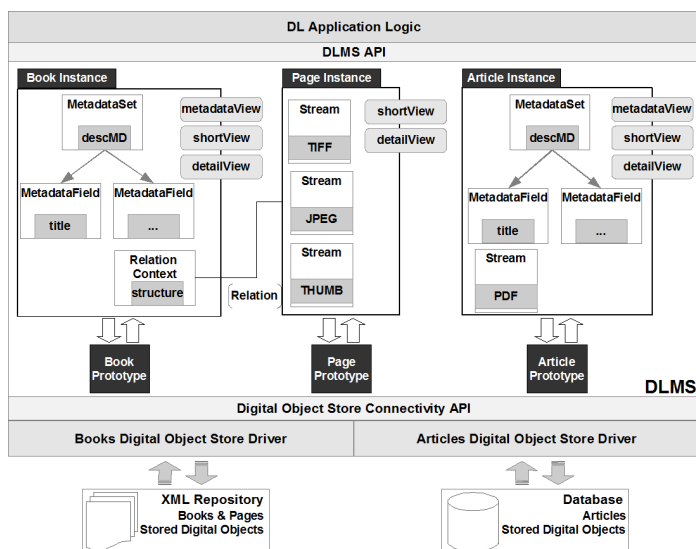 DL Application Logic
DLMS API
Book Instance
MetadataSet
descMD
metadataView
shortView
detailView
MetadataField
title
MetadataField
...
Relation
Context
structure
Relation
Page Instance
Stream
TIFF
Stream
JPEG
Stream
THUMB
shortView
detailView
Article Instance
MetadataSet
descMD
metadataView
shortView
detailView
MetadataField
title
MetadataField
...
Stream
PDF
Book
Prototype
Page
Prototype
Article
Prototype
DLMS
Digital Object Store Connectivity API
Books Digital Object Store Driver
Articles Digital Object Store Driver
XML Repository
Books & Pages
Stored Digital Objects
Database
Articles
Stored Digital Objects